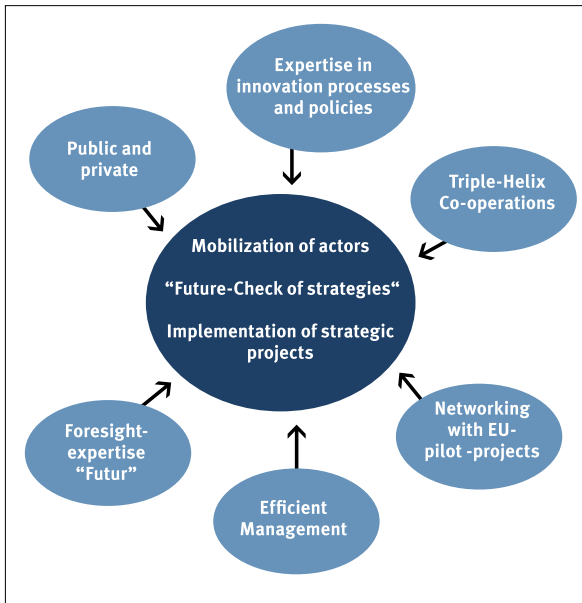 Expertise in
innovation processes
and policies
Public and
private
Triple-Helix
Co-operations
Mobilization of actors
“Future-Check of strategies“
Implementation of strategic
projects
Foresight-
expertise
“Futur”
Networking
with EU-
pilot -projects
Efficient
Management